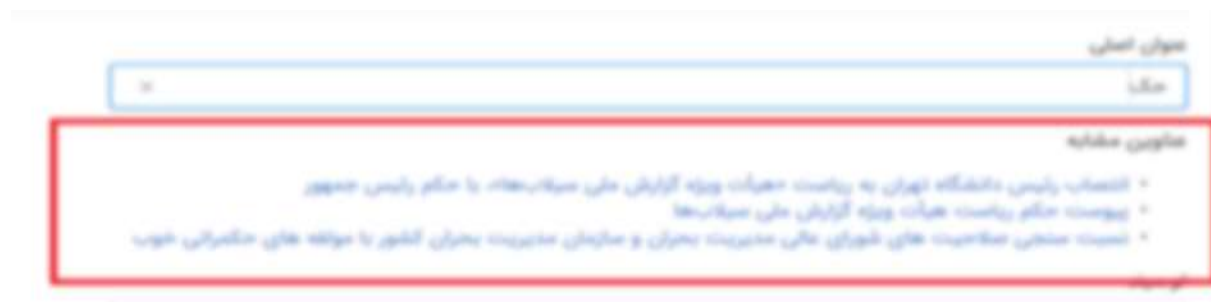 عنوان اصلی
حک
عناوین مشابه
انتصاب رئیس دانشگاه تهران به ریاست «هیأت ویژه گزارش ملی سیلاب‌ها»، با حکم رئیس جمهور
پیوست حکم ریاست هیأت ویژه گزارش ملی سیلاب‌ها
نسبت سنجی صلاحیت های شورای عالی مدیریت بحران و سازمان مدیریت بحران کشور با مولفه های حکمرانی خوب